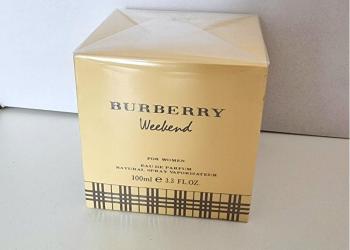 BURBERRY
Weekend
FOR WOMEN
EAU DE PARFUM
NATURAL SPRAY VAPORISATEUR
100ml ℮ 3.3 FL.OZ